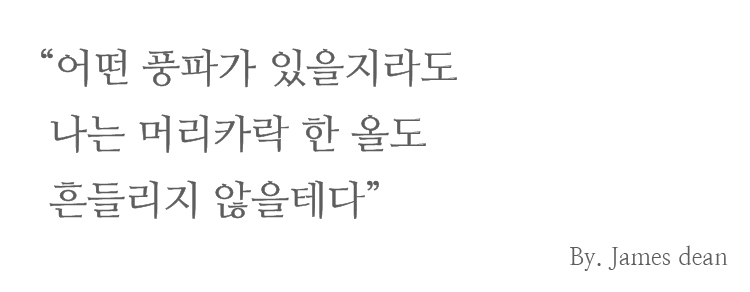 “어떤 풍파가 있을지라도
나는 머리카락 한 올도
흔들리지 않을테다”
By. James dean